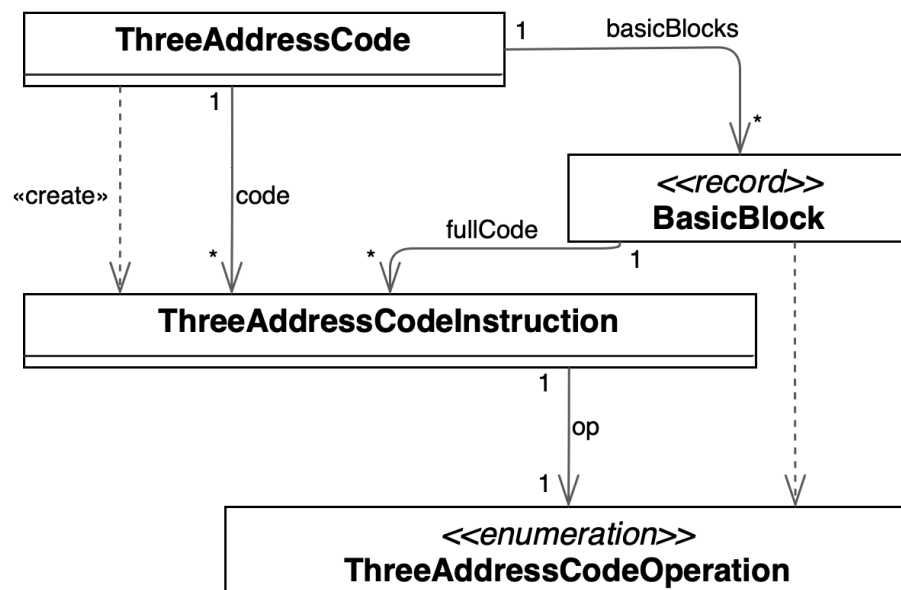 ThreeAddressCode
1
basicBlocks
*
1
«create»
code
*
<<record>>
BasicBlock
fullCode
*
1
ThreeAddressCodeInstruction
1
op
1
<<enumeration>>
ThreeAddressCodeOperation